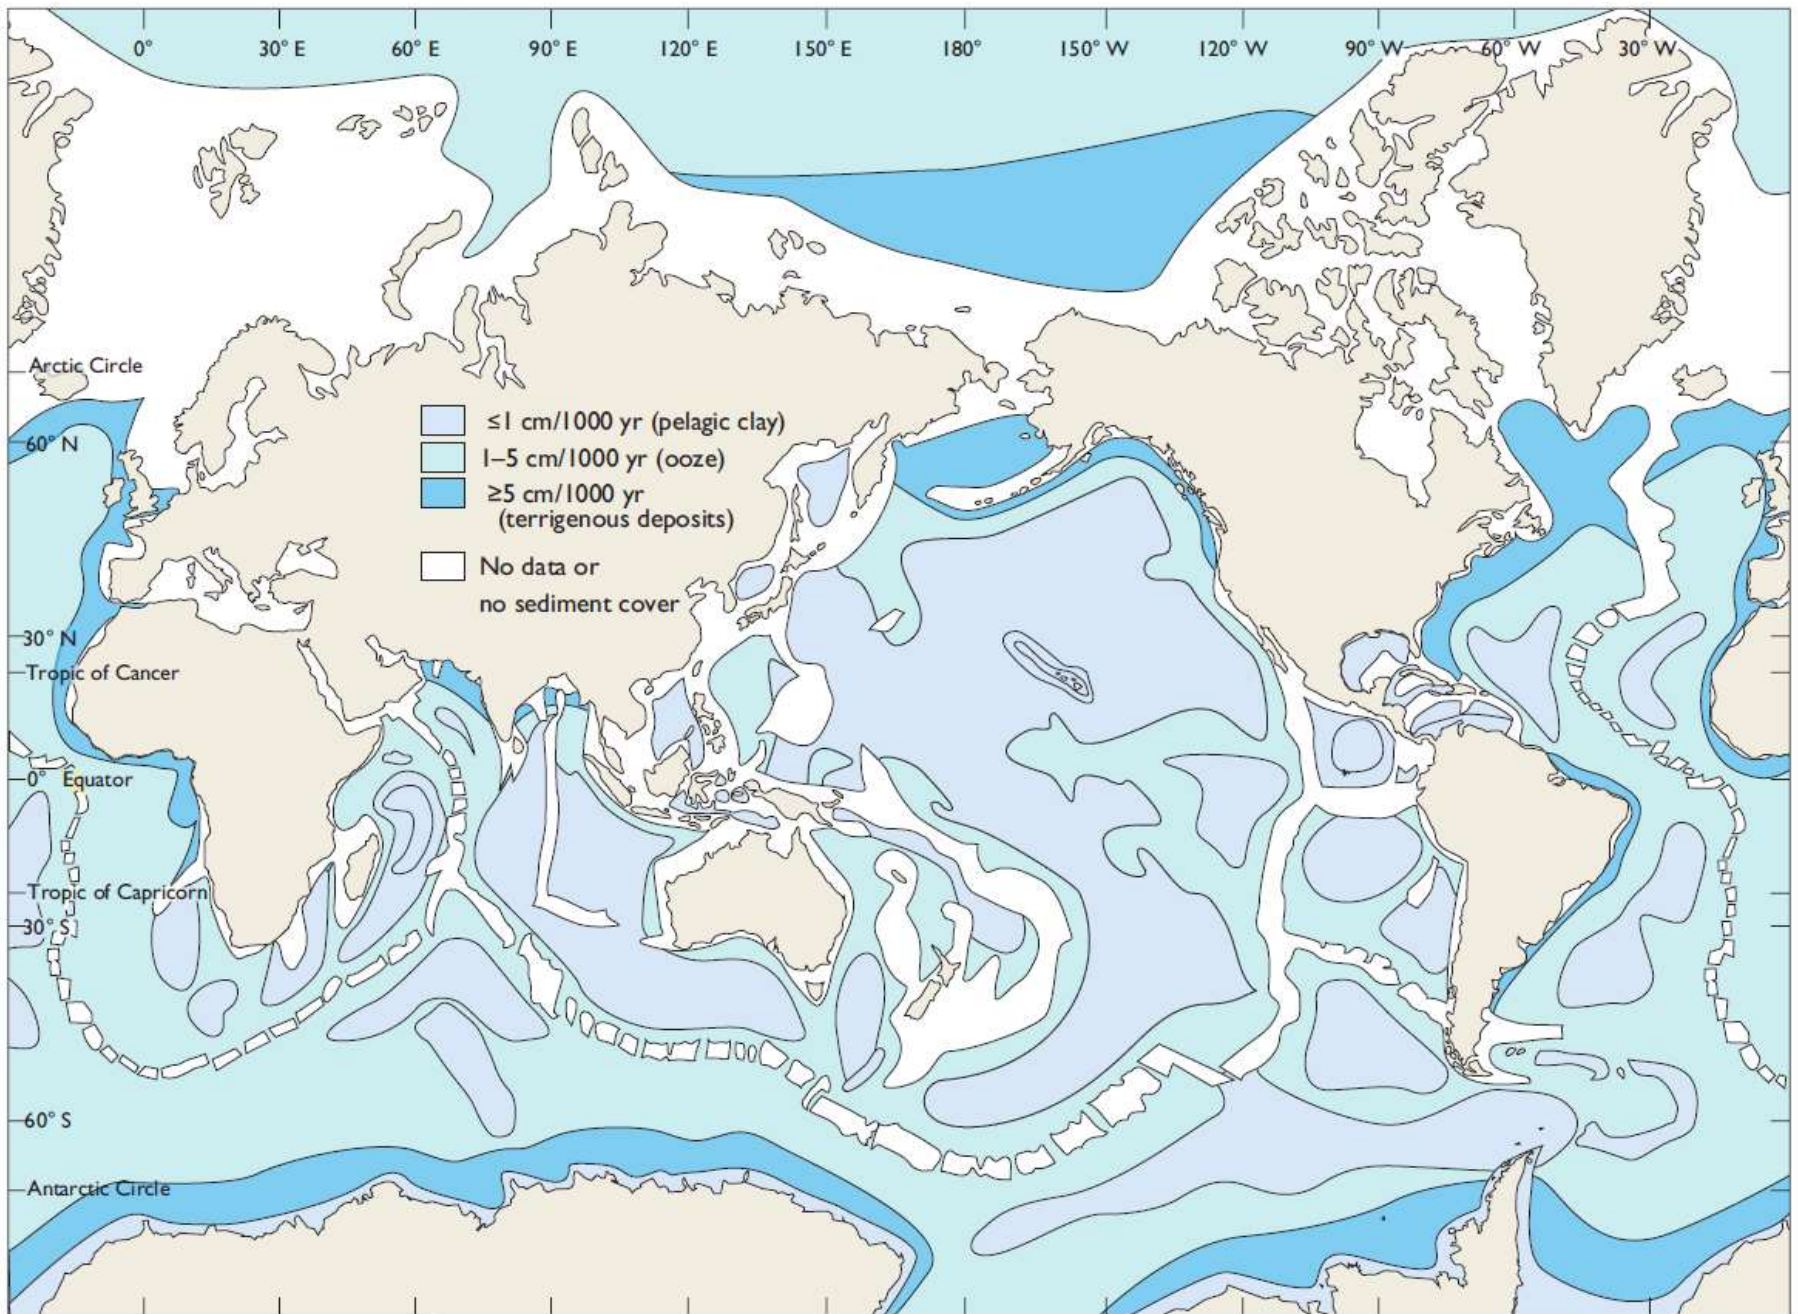 0° 30° E 60° E 90° E 120° E 150° E 180° 150° W 120° W 90° W 60° W 30° W
Arctic Circle
≤1 cm/1000 yr (pelagic clay)
60° N
1–5 cm/1000 yr (ooze)
≥5 cm/1000 yr
(terrigenous deposits)
No data or
no sediment cover
30° N
Tropic of Cancer
0° Equator
Tropic of Capricorn
30° S
60° S
Antarctic Circle